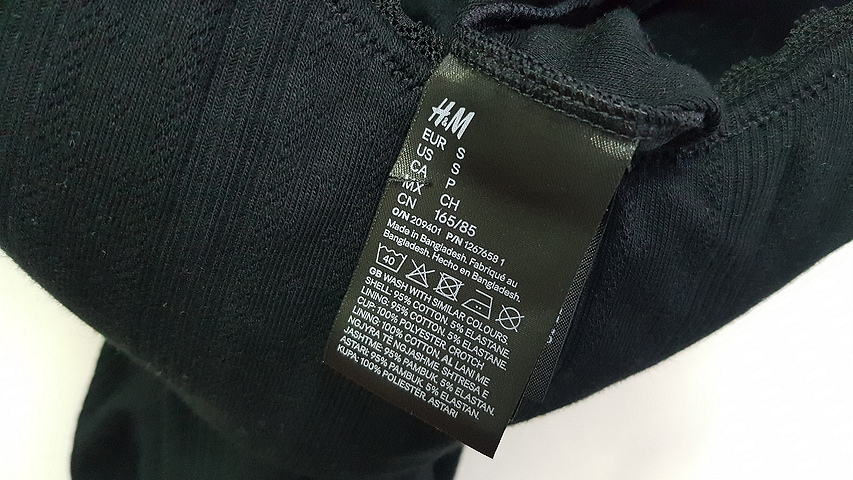 H&M
EUR S
US S
CA P
MX CH
CN 165/85
O/N 209401 P/N 1267658 1
Made in Bangladesh. Fabriqué au
Bangladesh. Hecho en Bangladesh.
40
GB WASH WITH SIMILAR COLOURS.
SHELL: 95% COTTON, 5% ELASTANE.
LINING: 95% COTTON, 5% ELASTANE.
CUP: 100% POLYESTER. CROTCH
LINING: 100% COTTON. AL LANI ME
NGJYRA TË NGJASHME. SHTRESA E
JASHTME: 95% PAMBUK, 5% ELASTAN.
ASTARI: 95% PAMBUK, 5% ELASTAN.
KUPA: 100% POLIESTER. ASTARI